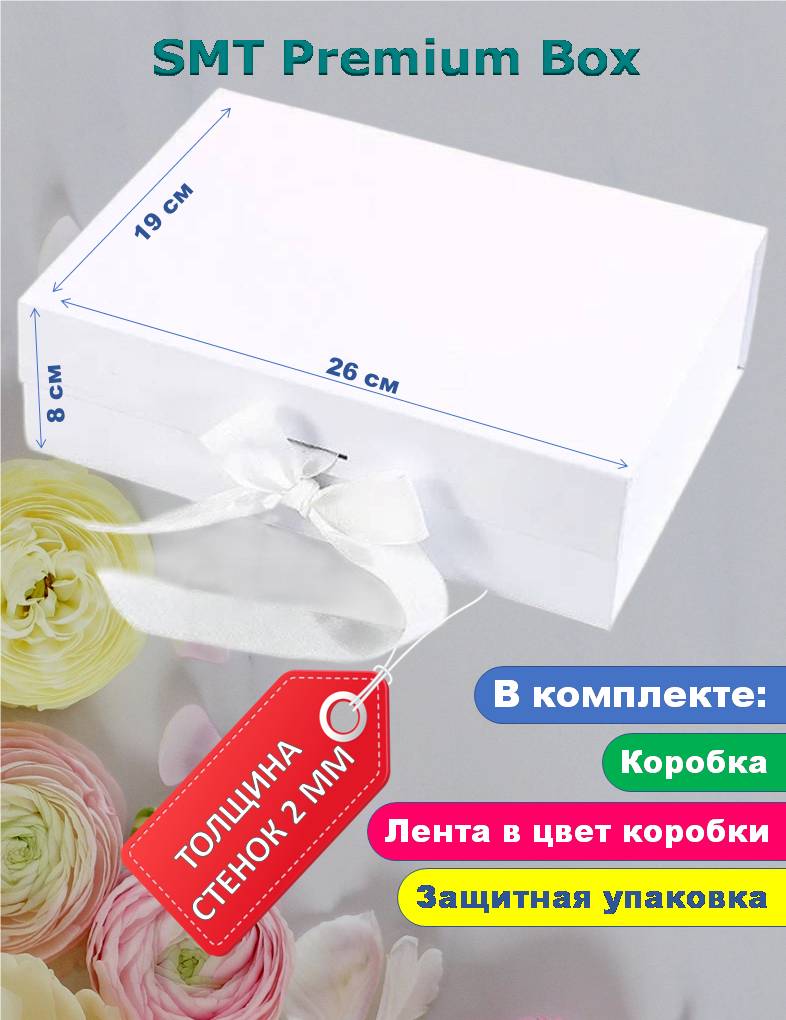 SMT Premium Box
19 см
26 см
8 см
ТОЛЩИНА
СТЕНОК 2 ММ
В комплекте:
Коробка
Лента в цвет коробки
Защитная упаковка